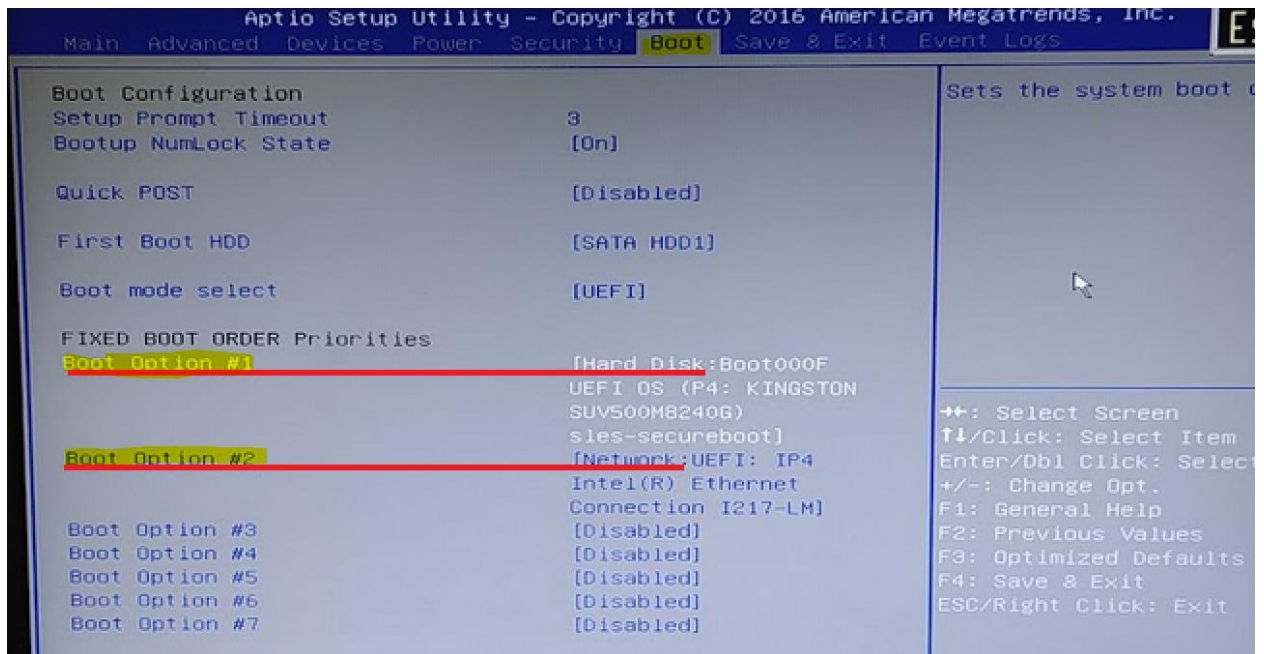 Aptio Setup Utility - Copyright (C) 2016 American Megatrends, Inc.
Main Advanced Devices Power Security Boot Save & Exit Event Logs
Boot Configuration
Setup Prompt Timeout 3
Bootup NumLock State [On]
Quick POST [Disabled]
First Boot HDD [SATA HDD1]
Boot mode select [UEFI]
FIXED BOOT ORDER Priorities
Boot Option #1 [Hard Disk:Boot000F
UEFI OS (P4: KINGSTON
SUV500M8240G)
sles-secureboot]
Boot Option #2 [Network:UEFI: IP4
Intel(R) Ethernet
Connection I217-LM]
Boot Option #3 [Disabled]
Boot Option #4 [Disabled]
Boot Option #5 [Disabled]
Boot Option #6 [Disabled]
Boot Option #7 [Disabled]
Sets the system boot
→←: Select Screen
↑↓/Click: Select Item
Enter/Dbl Click: Select
+/-: Change Opt.
F1: General Help
F2: Previous Values
F3: Optimized Defaults
F4: Save & Exit
ESC/Right Click: Exit